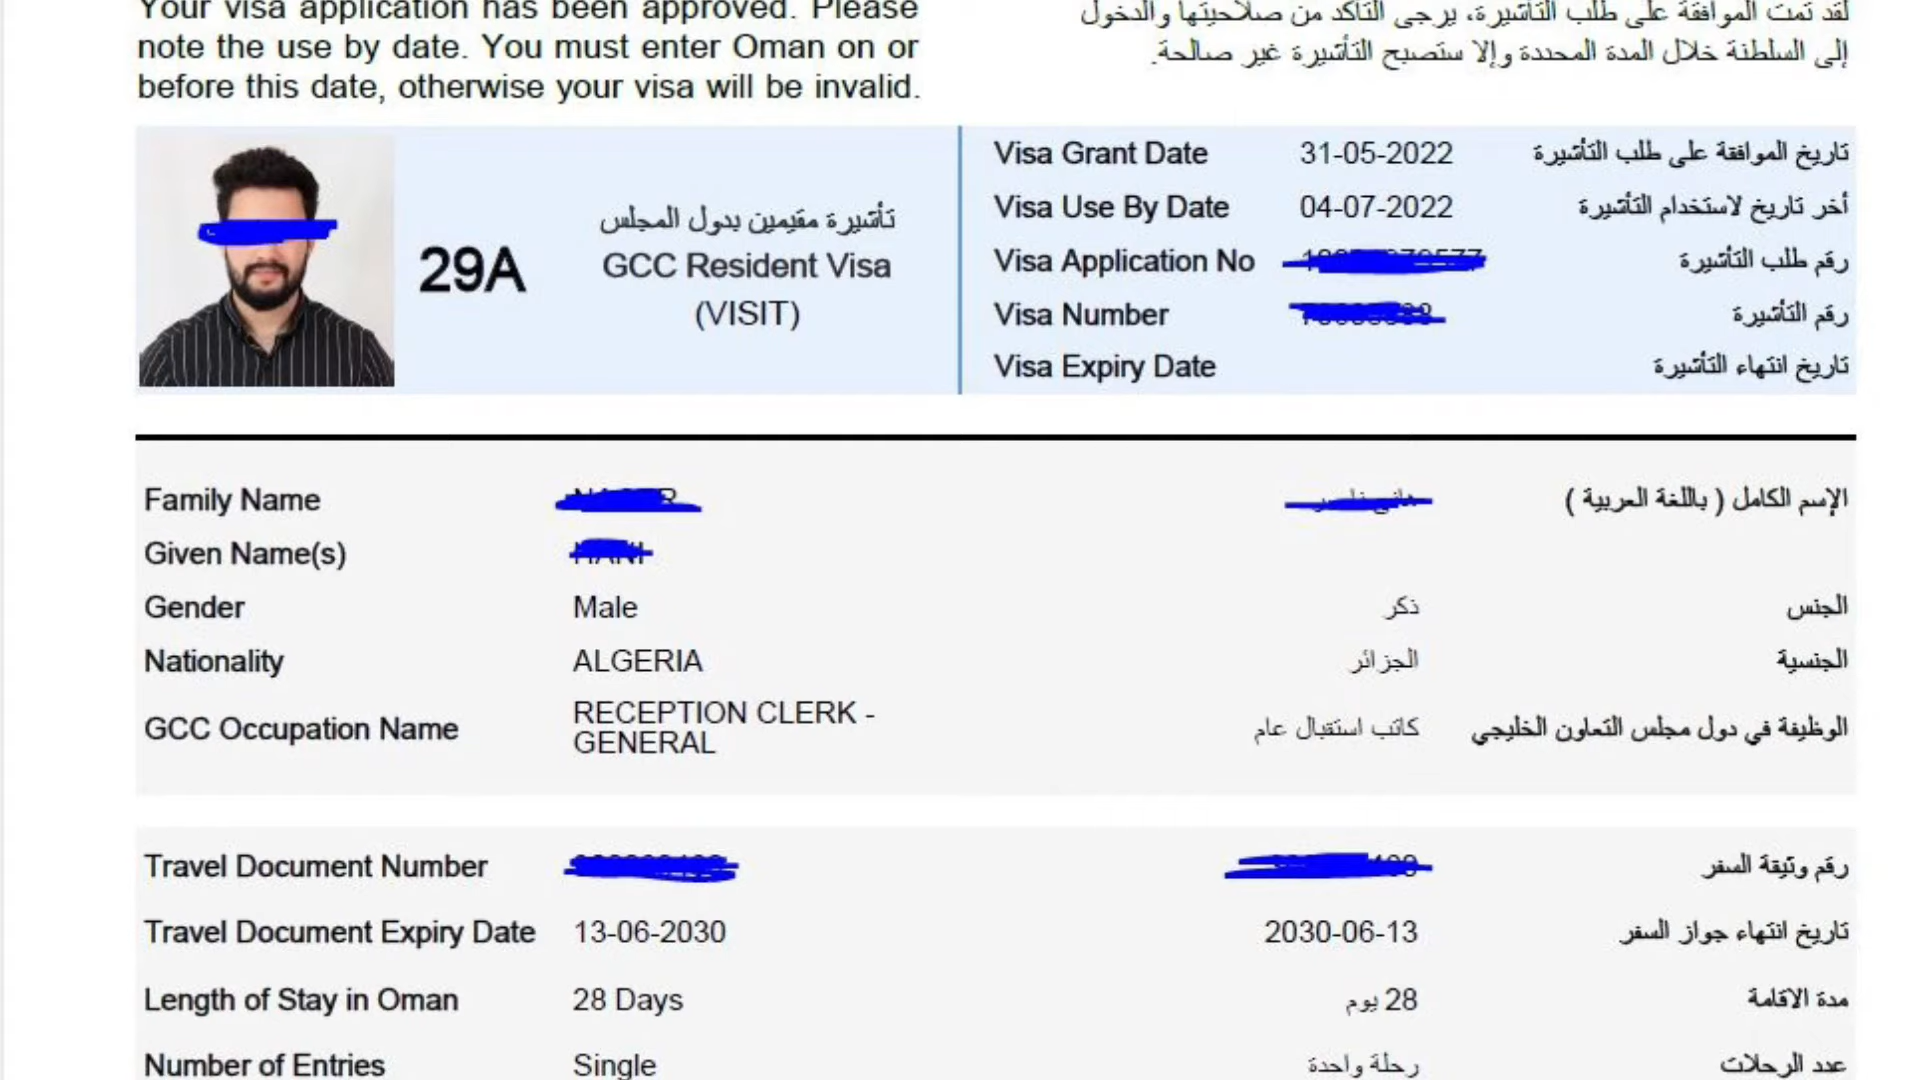 Your visa application has been approved. Please
note the use by date. You must enter Oman on or
before this date, otherwise your visa will be invalid.
لقد تمت الموافقة على طلب التأشيرة، يرجى التأكد من صلاحيتها والدخول
إلى السلطنة خلال المدة المحددة وإلا ستصبح التأشيرة غير صالحة.
29A
تأشيرة مقيمين بدول المجلس
GCC Resident Visa
(VISIT)
Visa Grant Date 31-05-2022 تاريخ الموافقة على طلب التأشيرة
Visa Use By Date 04-07-2022 أخر تاريخ لاستخدام التأشيرة
Visa Application No رقم طلب التأشيرة
Visa Number رقم التأشيرة
Visa Expiry Date تاريخ انتهاء التأشيرة
Family Name الإسم الكامل ( باللغة العربية )
Given Name(s)
Gender Male ذكر الجنس
Nationality ALGERIA الجزائر الجنسية
GCC Occupation Name RECEPTION CLERK - GENERAL كاتب استقبال عام الوظيفة في دول مجلس التعاون الخليجي
Travel Document Number رقم وثيقة السفر
Travel Document Expiry Date 13-06-2030 2030-06-13 تاريخ انتهاء جواز السفر
Length of Stay in Oman 28 Days 28 يوم مدة الاقامة
Number of Entries Single رحلة واحدة عدد الرحلات